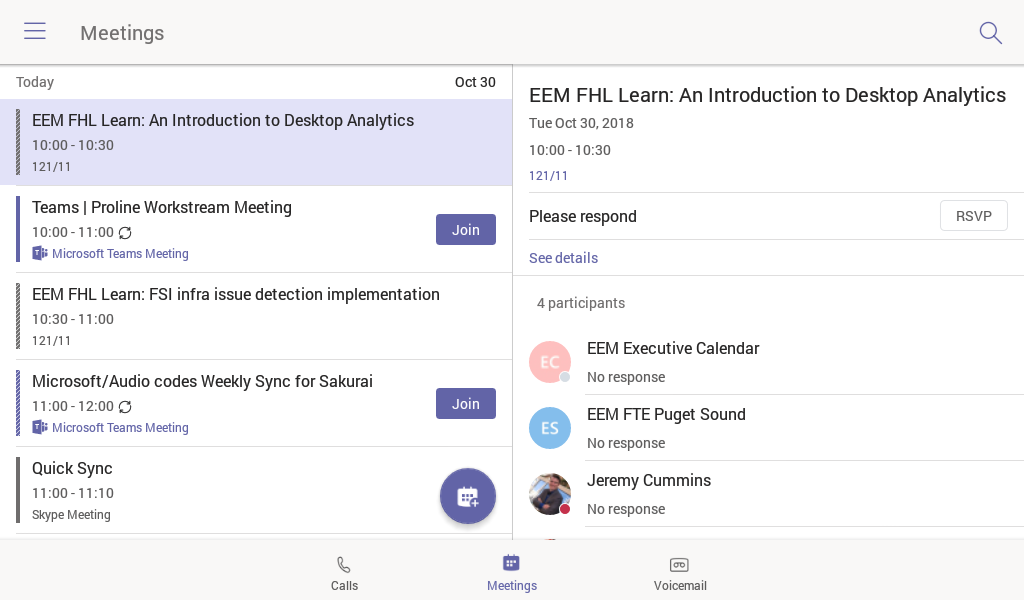 Meetings
Today
Oct 30
EEM FHL Learn: An Introduction to Desktop Analytics
10:00 - 10:30
121/11
Teams | Proline Workstream Meeting
10:00 - 11:00
Microsoft Teams Meeting
Join
EEM FHL Learn: FSI infra issue detection implementation
10:30 - 11:00
121/11
Microsoft/Audio codes Weekly Sync for Sakurai
11:00 - 12:00
Microsoft Teams Meeting
Join
Quick Sync
11:00 - 11:10
Skype Meeting
EEM FHL Learn: An Introduction to Desktop Analytics
Tue Oct 30, 2018
10:00 - 10:30
121/11
Please respond
RSVP
See details
4 participants
EC
EEM Executive Calendar
No response
ES
EEM FTE Puget Sound
No response
Jeremy Cummins
No response
Calls
Meetings
Voicemail